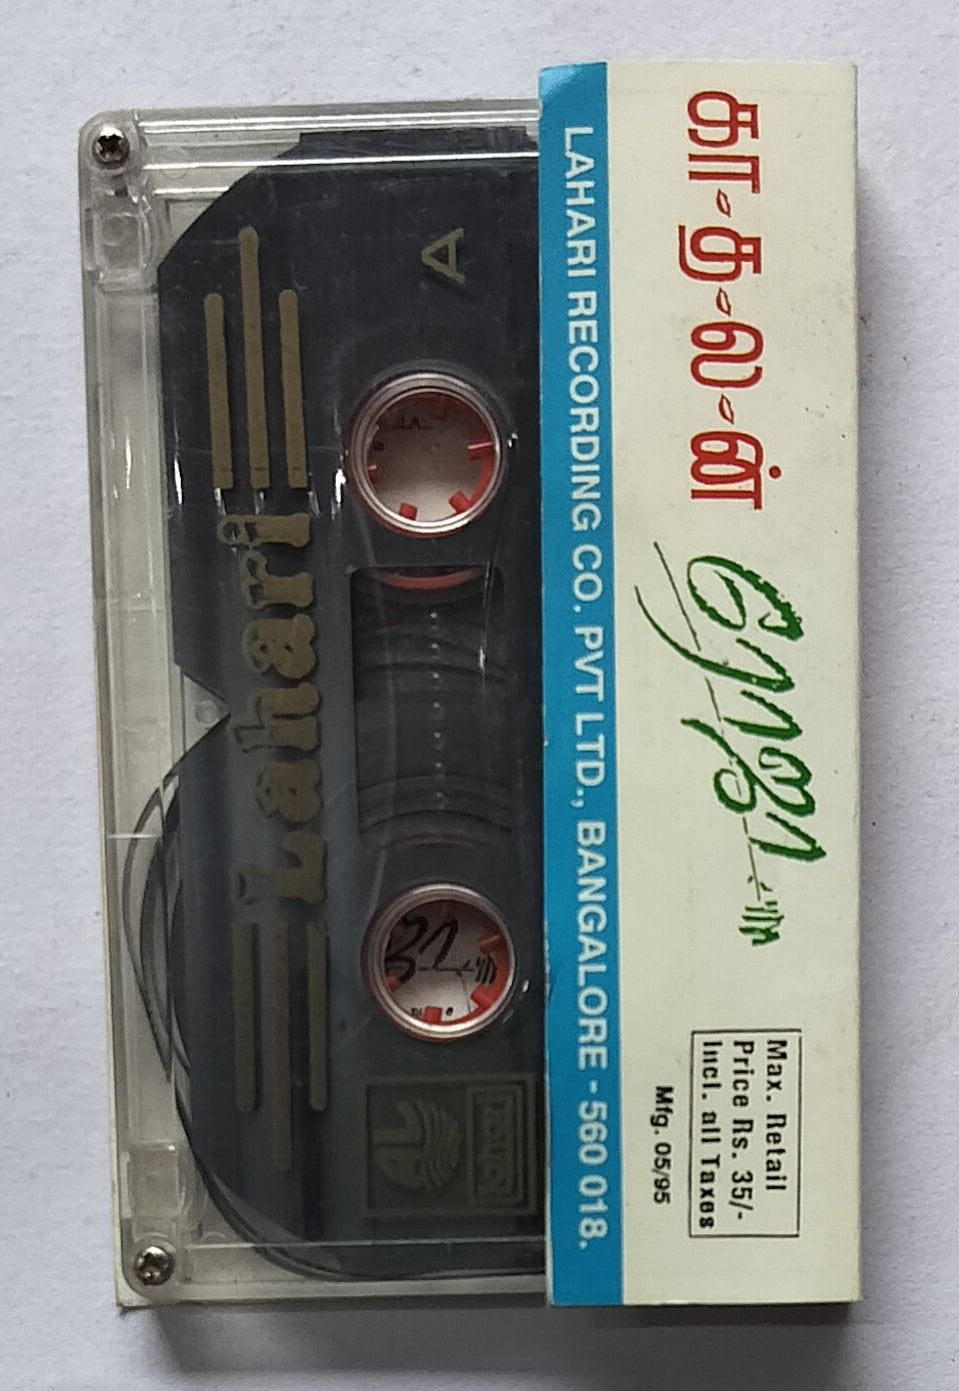 கா-த-ல-ன்
ரோஜா
Max. Retail
Price Rs. 35/-
Incl. all Taxes
Mfg. 05/95
LAHARI RECORDING CO. PVT LTD., BANGALORE - 560 018.
A
Lahari
Lahari